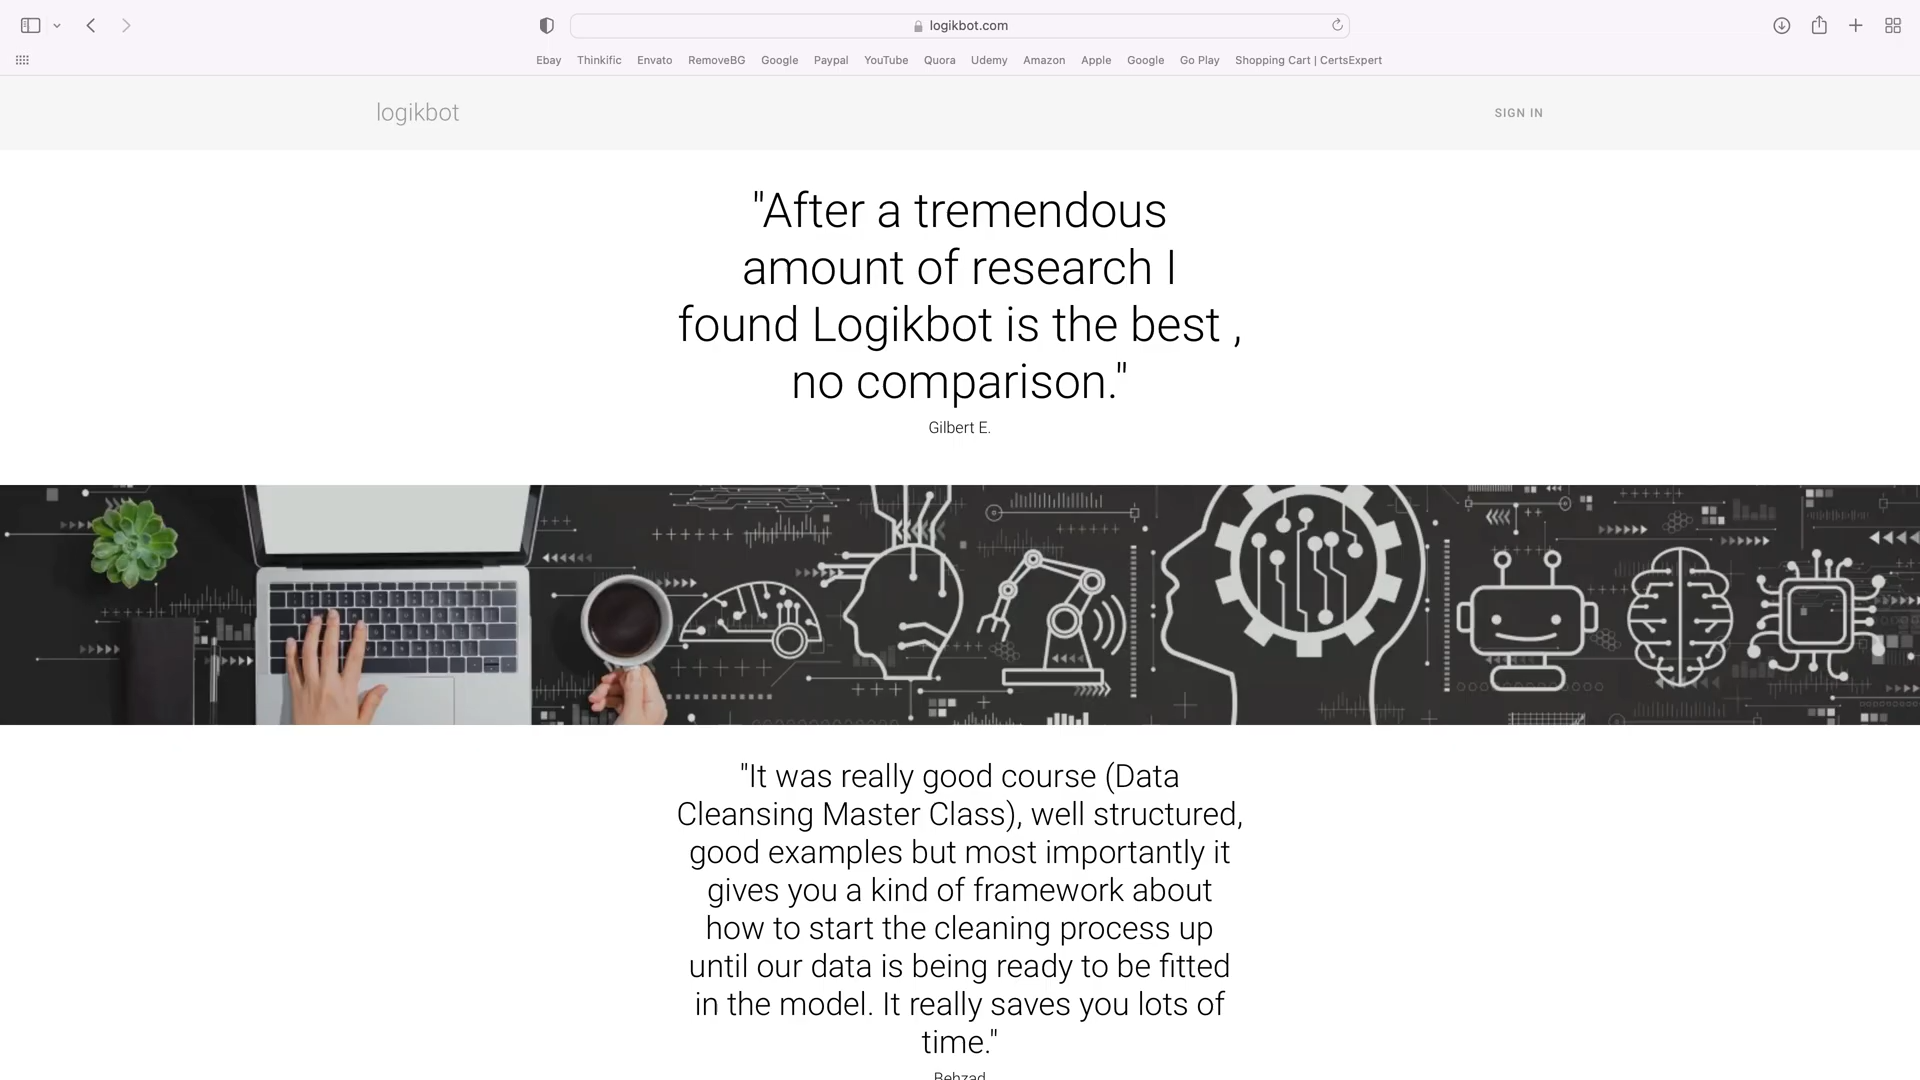 logikbot.com
Ebay Thinkific Envato RemoveBG Google Paypal YouTube Quora Udemy Amazon Apple Google Go Play Shopping Cart | CertsExpert
logikbot
SIGN IN
"After a tremendous
amount of research I
found Logikbot is the best ,
no comparison."
Gilbert E.
"It was really good course (Data
Cleansing Master Class), well structured,
good examples but most importantly it
gives you a kind of framework about
how to start the cleaning process up
until our data is being ready to be fitted
in the model. It really saves you lots of
time."
Behzad